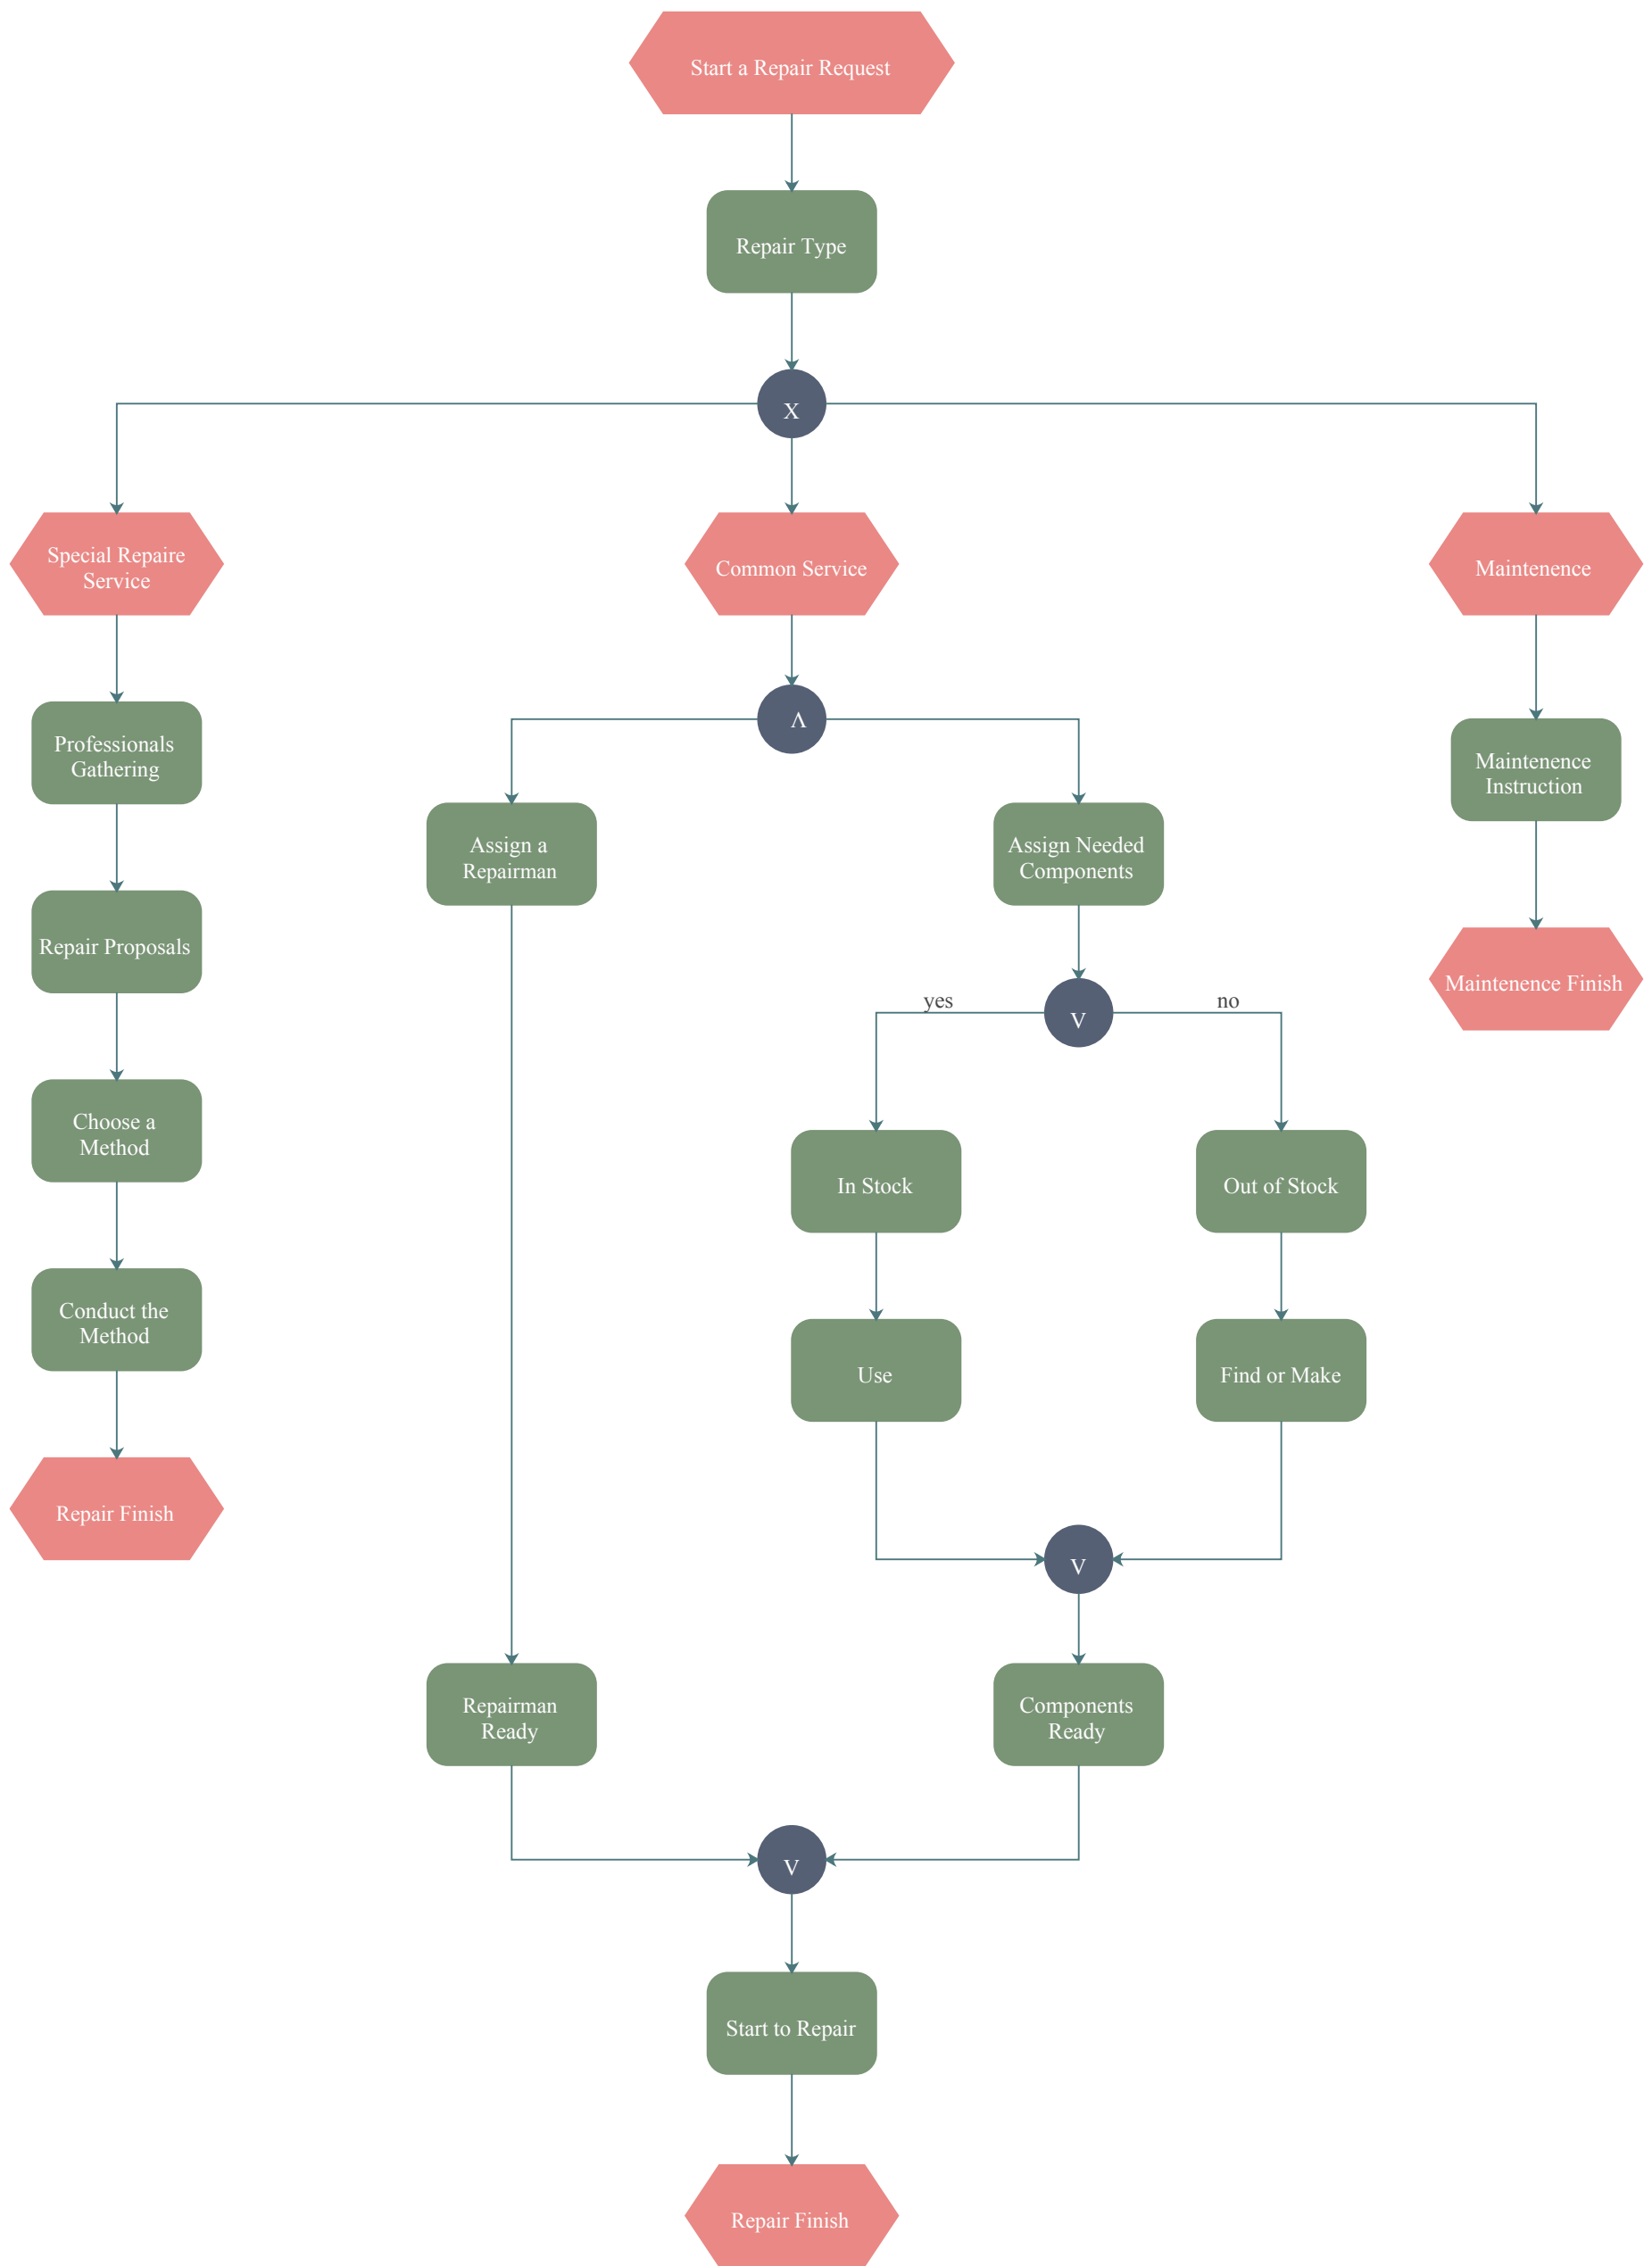 Start a Repair Request
Repair Type
X
Special Repaire
Service
Common Service
Maintenence
Λ
Professionals
Gathering
Maintenence
Instruction
Assign a
Repairman
Assign Needed
Components
Repair Proposals
Maintenence Finish
yes
no
V
Choose a
Method
In Stock
Out of Stock
Conduct the
Method
Use
Find or Make
Repair Finish
V
Repairman
Ready
Components
Ready
V
Start to Repair
Repair Finish